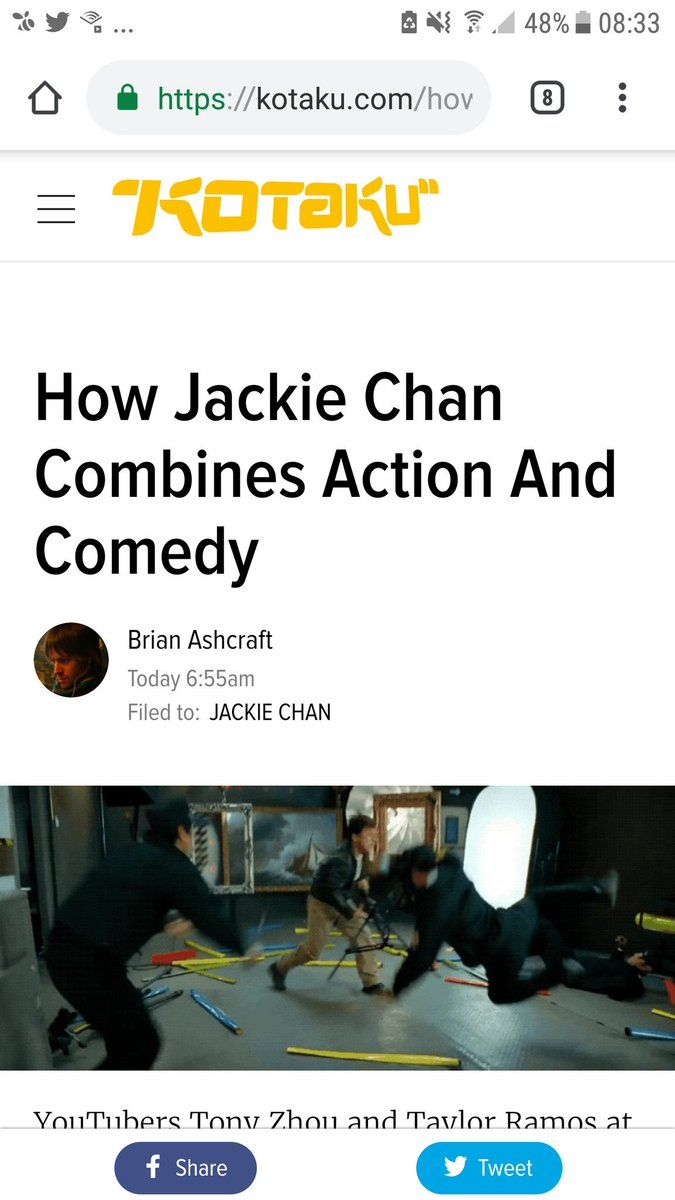 ... 48% 08:33
https://kotaku.com/how 8
KOTaKU
How Jackie Chan
Combines Action And
Comedy
Brian Ashcraft
Today 6:55am
Filed to: JACKIE CHAN
YouTubers Tony Zhou and Taylor Ramos at
f Share Tweet